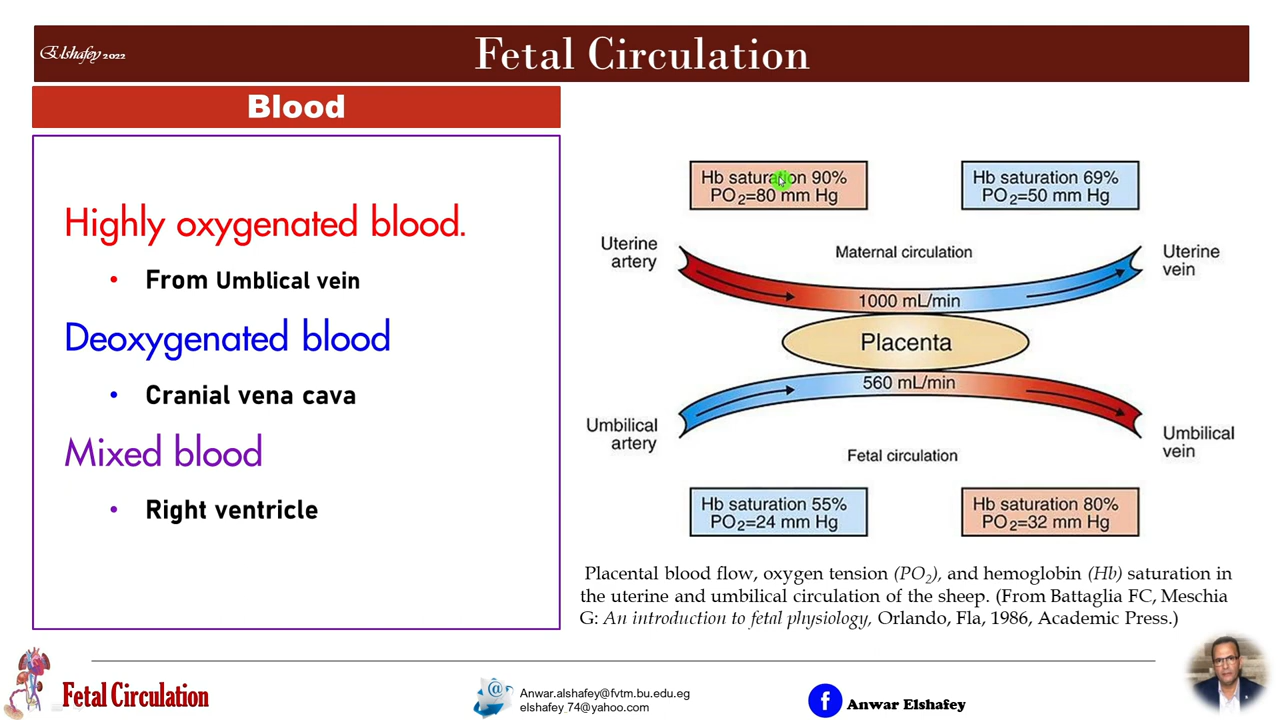 Elshafey 2022
Fetal Circulation
Blood
Highly oxygenated blood.
• From Umblical vein
Deoxygenated blood
• Cranial vena cava
Mixed blood
• Right ventricle
Hb saturation 90%
PO2=80 mm Hg
Hb saturation 69%
PO2=50 mm Hg
Uterine
artery
Maternal circulation
Uterine
vein
1000 mL/min
Placenta
560 mL/min
Umbilical
artery
Fetal circulation
Umbilical
vein
Hb saturation 55%
PO2=24 mm Hg
Hb saturation 80%
PO2=32 mm Hg
Placental blood flow, oxygen tension (PO2), and hemoglobin (Hb) saturation in
the uterine and umbilical circulation of the sheep. (From Battaglia FC, Meschia
G: An introduction to fetal physiology, Orlando, Fla, 1986, Academic Press.)
Fetal Circulation
@
Anwar.alshafey@fvtm.bu.edu.eg
elshafey_74@yahoo.com
f
Anwar Elshafey